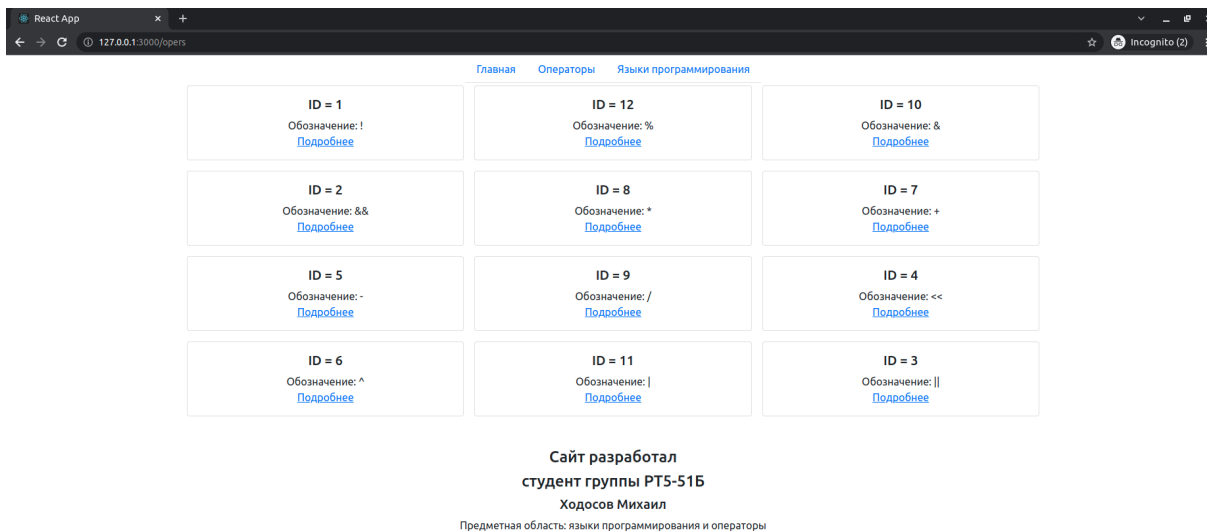 React App
127.0.0.1:3000/opers
Incognito (2)
Главная Операторы Языки программирования
ID = 1
Обозначение: !
Подробнее
ID = 12
Обозначение: %
Подробнее
ID = 10
Обозначение: &
Подробнее
ID = 2
Обозначение: &&
Подробнее
ID = 8
Обозначение: *
Подробнее
ID = 7
Обозначение: +
Подробнее
ID = 5
Обозначение: -
Подробнее
ID = 9
Обозначение: /
Подробнее
ID = 4
Обозначение: <<
Подробнее
ID = 6
Обозначение: ^
Подробнее
ID = 11
Обозначение: |
Подробнее
ID = 3
Обозначение: ||
Подробнее
Сайт разработал
студент группы РТ5-51Б
Ходосов Михаил
Предметная область: языки программирования и операторы